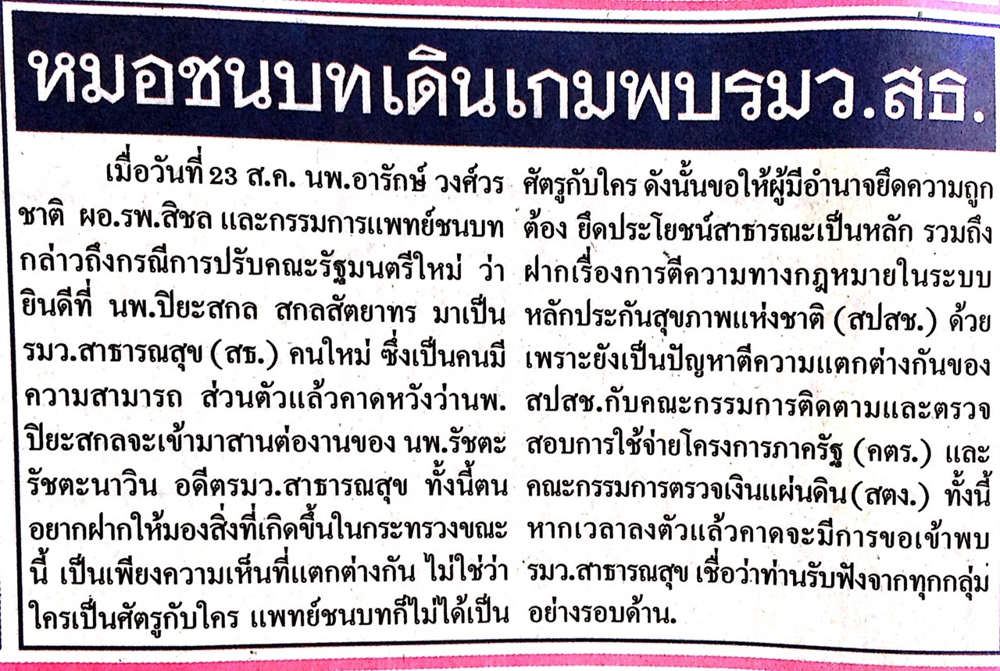 หมอชนบทเดินเกมพบรมว.สธ.
เมื่อวันที่ 23 ส.ค. นพ.อารักษ์ วงศ์วร
ชาติ ผอ.รพ.สิชล และกรรมการแพทย์ชนบท
กล่าวถึงกรณีการปรับคณะรัฐมนตรีใหม่ ว่า
ยินดีที่ นพ.ปิยะสกล สกลสัตยาทร มาเป็น
รมว.สาธารณสุข (สธ.) คนใหม่ ซึ่งเป็นคนมี
ความสามารถ ส่วนตัวแล้วคาดหวังว่านพ.
ปิยะสกลจะเข้ามาสานต่องานของ นพ.รัชตะ
รัชตะนาวิน อดีตรมว.สาธารณสุข ทั้งนี้ตน
อยากฝากให้มองสิ่งที่เกิดขึ้นในกระทรวงขณะ
นี้ เป็นเพียงความเห็นที่แตกต่างกัน ไม่ใช่ว่า
ใครเป็นศัตรูกับใคร แพทย์ชนบทก็ไม่ได้เป็น
ศัตรูกับใคร ดังนั้นขอให้ผู้มีอำนาจยึดความถูก
ต้อง ยึดประโยชน์สาธารณะเป็นหลัก รวมถึง
ฝากเรื่องการตีความทางกฎหมายในระบบ
หลักประกันสุขภาพแห่งชาติ (สปสช.) ด้วย
เพราะยังเป็นปัญหาตีความแตกต่างกันของ
สปสช.กับคณะกรรมการติดตามและตรวจ
สอบการใช้จ่ายโครงการภาครัฐ (คตร.) และ
คณะกรรมการตรวจเงินแผ่นดิน(สตง.) ทั้งนี้
หากเวลาลงตัวแล้วคาดจะมีการขอเข้าพบ
รมว.สาธารณสุข เชื่อว่าท่านรับฟังจากทุกกลุ่ม
อย่างรอบด้าน.